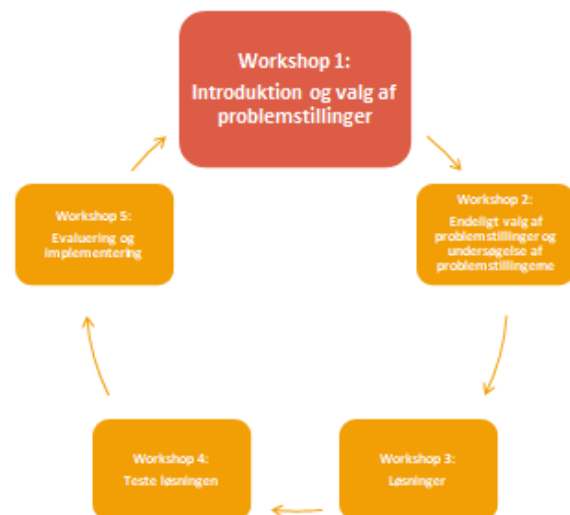 Workshop 1:
Introduktion og valg af
problemstillinger
Workshop 2:
Endeligt valg af
problemstillinger og
undersøgelse af
problemstillingerne
Workshop 3:
Løsninger
Workshop 4:
Teste løsningen
Workshop 5:
Evaluering og
implementering